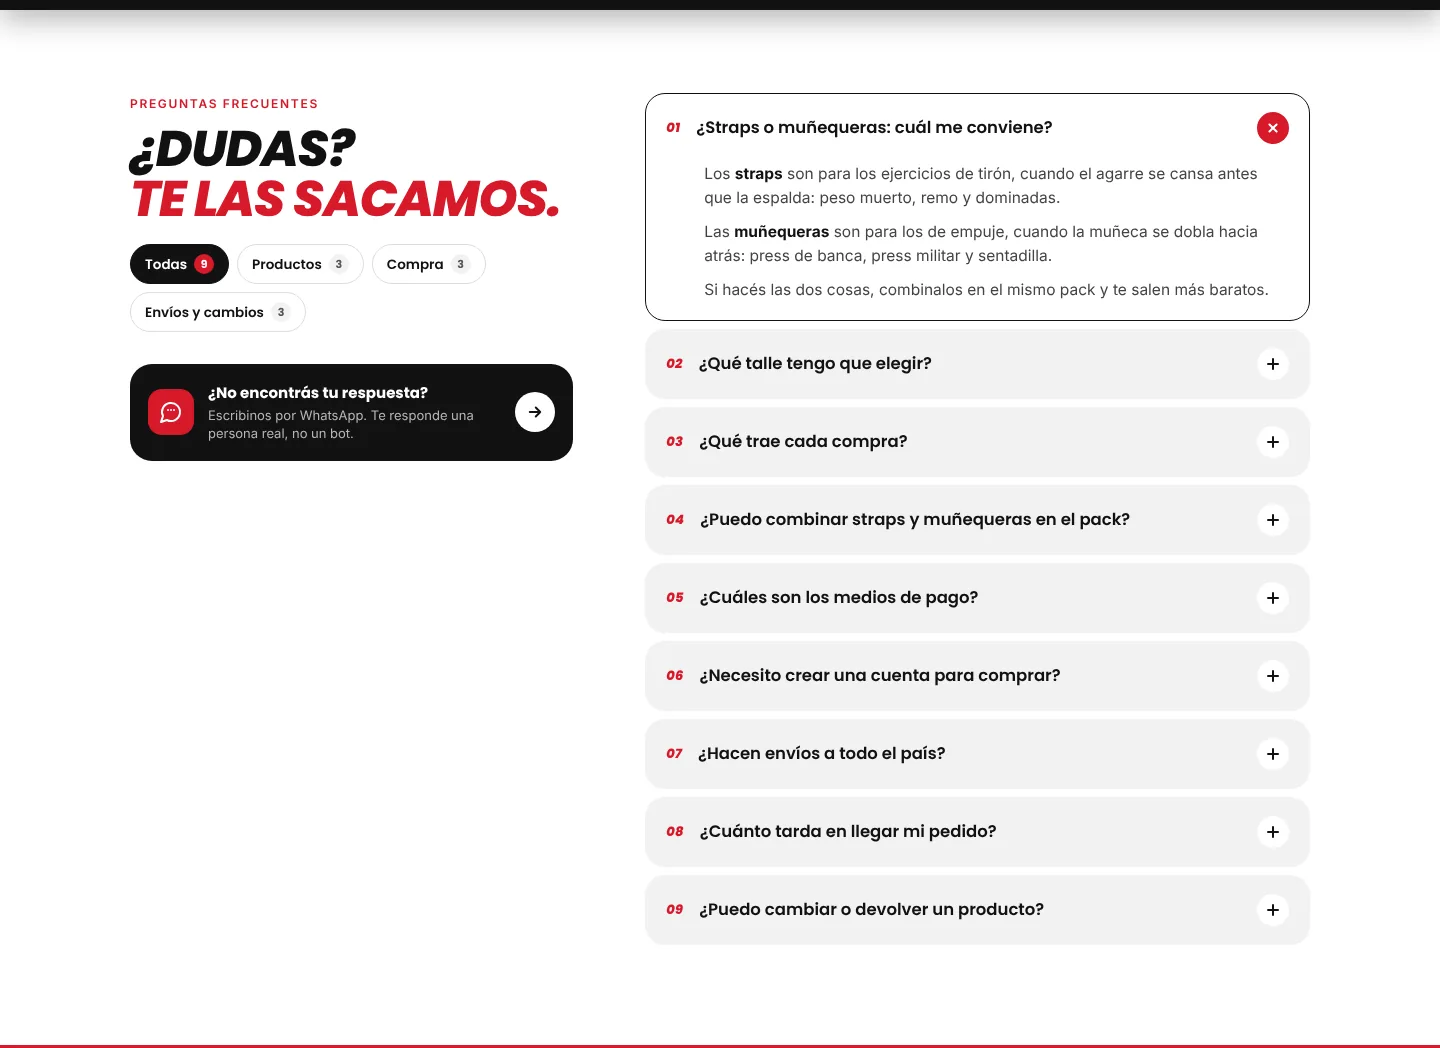 PREGUNTAS FRECUENTES
¿DUDAS?
TE LAS SACAMOS.
Todas 9
Productos 3
Compra 3
Envíos y cambios 3
¿No encontrás tu respuesta?
Escribinos por WhatsApp. Te responde una
persona real, no un bot.
01 ¿Straps o muñequeras: cuál me conviene?
Los straps son para los ejercicios de tirón, cuando el agarre se cansa antes
que la espalda: peso muerto, remo y dominadas.
Las muñequeras son para los de empuje, cuando la muñeca se dobla hacia
atrás: press de banca, press militar y sentadilla.
Si hacés las dos cosas, combinalos en el mismo pack y te salen más baratos.
02 ¿Qué talle tengo que elegir?
03 ¿Qué trae cada compra?
04 ¿Puedo combinar straps y muñequeras en el pack?
05 ¿Cuáles son los medios de pago?
06 ¿Necesito crear una cuenta para comprar?
07 ¿Hacen envíos a todo el país?
08 ¿Cuánto tarda en llegar mi pedido?
09 ¿Puedo cambiar o devolver un producto?